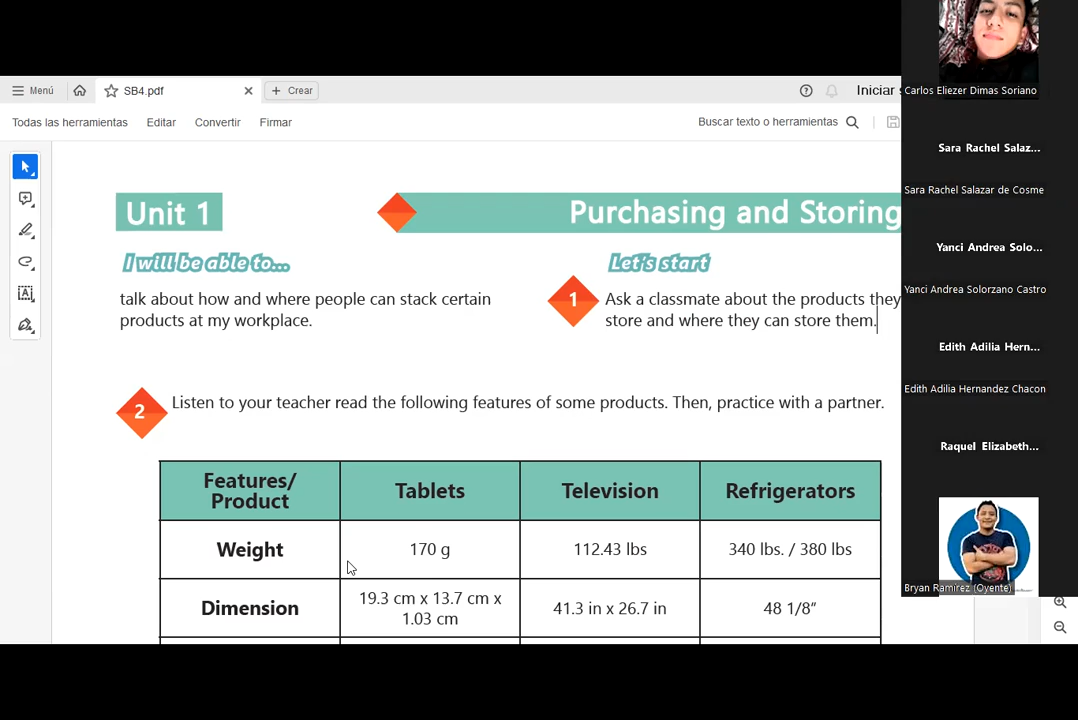 Menú
SB4.pdf
Crear
Iniciar
Todas las herramientas
Editar
Convertir
Firmar
Buscar texto o herramientas
Unit 1
Purchasing and Storing
I will be able to...
Let's start
talk about how and where people can stack certain
products at my workplace.
1
Ask a classmate about the products they
store and where they can store them.
2
Listen to your teacher read the following features of some products. Then, practice with a partner.
Features/
Product
Tablets
Television
Refrigerators
Weight
170 g
112.43 lbs
340 lbs. / 380 lbs
Dimension
19.3 cm x 13.7 cm x
1.03 cm
41.3 in x 26.7 in
48 1/8”
Carlos Eliezer Dimas Soriano
Sara Rachel Salaz...
Sara Rachel Salazar de Cosme
Yanci Andrea Solo...
Yanci Andrea Solorzano Castro
Edith Adilia Hern...
Edith Adilia Hernandez Chacon
Raquel Elizabeth...
Bryan Ramirez (Oyente)